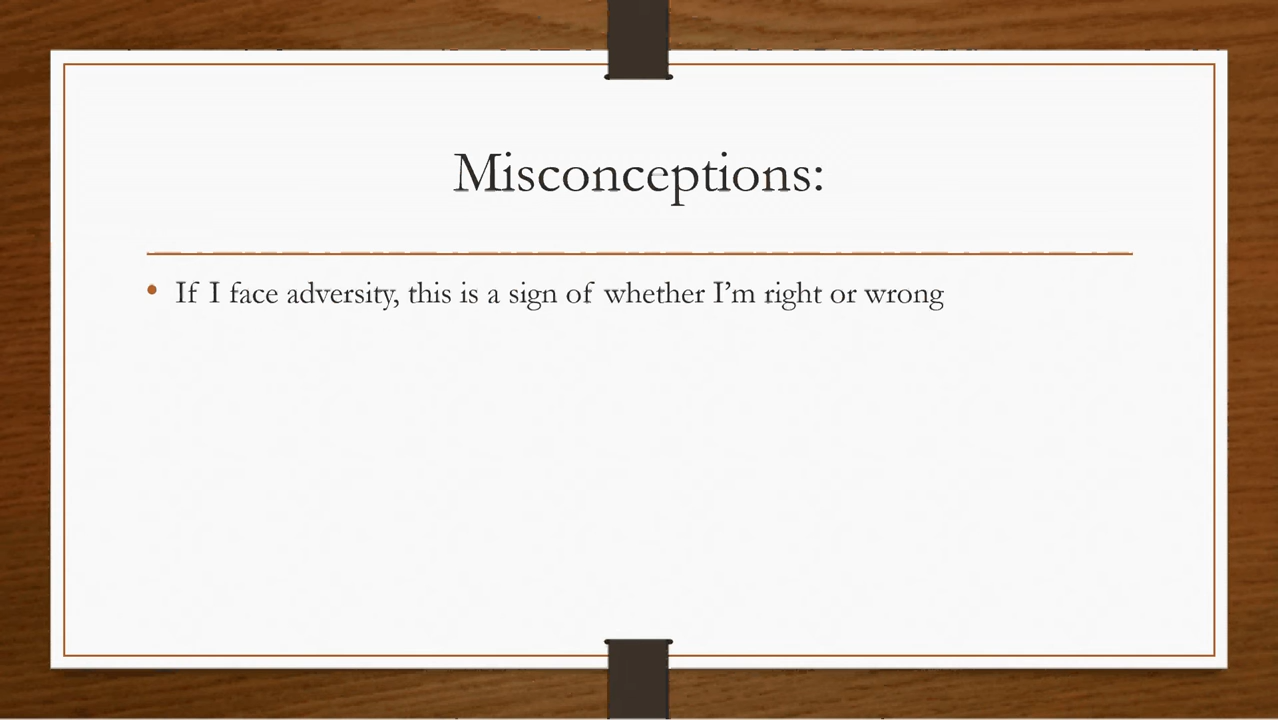 Misconceptions:
• If I face adversity, this is a sign of whether I’m right or wrong